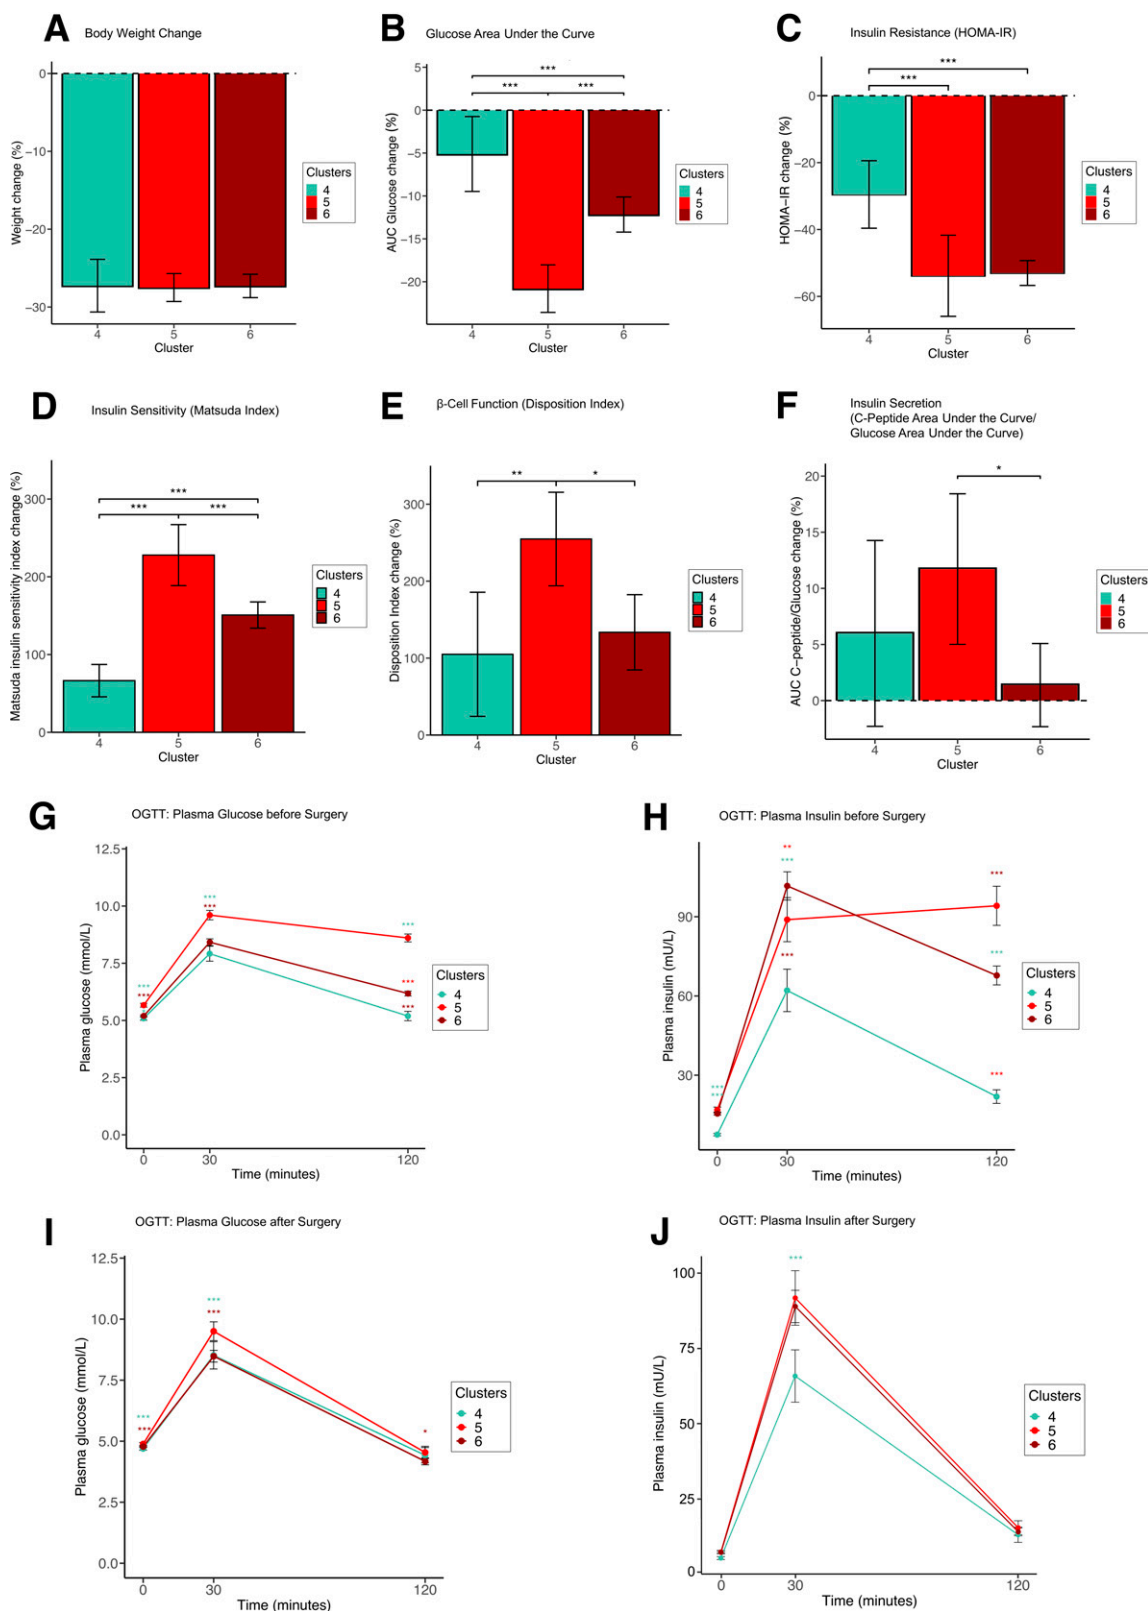 A Body Weight Change
0
−10
−20
−30
Weight change (%)
4 5 6
Cluster
Clusters
4
5
6
B Glucose Area Under the Curve
*** 
*** ***
5
0
−5
−10
−15
−20
AUC Glucose change (%)
4 5 6
Cluster
Clusters
4
5
6
C Insulin Resistance (HOMA-IR)
***
***
0
−20
−40
−60
HOMA−IR change (%)
4 5 6
Cluster
Clusters
4
5
6
D Insulin Sensitivity (Matsuda Index)
***
*** ***
300
200
100
0
Matsuda insulin sensitivity index change (%)
4 5 6
Cluster
Clusters
4
5
6
E β-Cell Function (Disposition Index)
** *
300
200
100
0
Disposition Index change (%)
4 5 6
Cluster
Clusters
4
5
6
F Insulin Secretion
(C-Peptide Area Under the Curve/
Glucose Area Under the Curve)
*
20
15
10
5
0
AUC C−peptide/Glucose change (%)
4 5 6
Cluster
Clusters
4
5
6
G OGTT: Plasma Glucose before Surgery
12.5
10.0
7.5
5.0
2.5
0.0
Plasma glucose (mmol/L)
***
***
***
***
***
***
***
0 30 120
Time (minutes)
Clusters
4
5
6
H OGTT: Plasma Insulin before Surgery
90
60
30
Plasma insulin (mU/L)
***
***
**
***
***
***
***
***
0 30 120
Time (minutes)
Clusters
4
5
6
I OGTT: Plasma Glucose after Surgery
12.5
10.0
7.5
5.0
2.5
0.0
Plasma glucose (mmol/L)
***
***
***
***
*
0 30 120
Time (minutes)
Clusters
4
5
6
J OGTT: Plasma Insulin after Surgery
100
75
50
25
0
Plasma insulin (mU/L)
***
0 30 120
Time (minutes)
Clusters
4
5
6